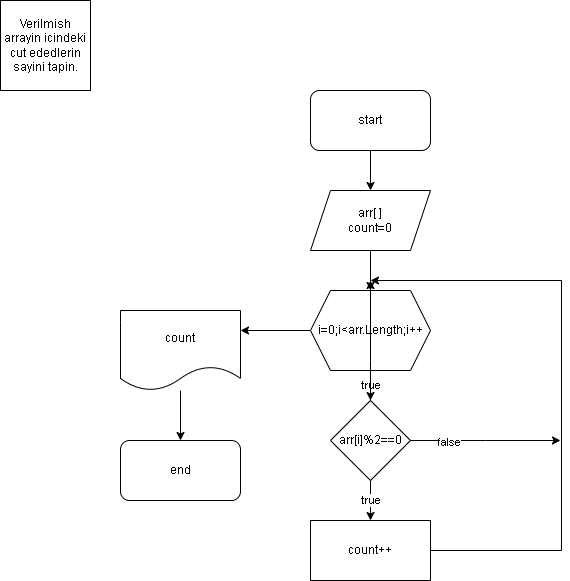 Verilmish
arrayin icindeki
cut ededlerin
sayini tapin.
start
arr[ ]
count=0
i=0;i<arr.Length;i++
count
true
arr[i]%2==0
false
end
true
count++